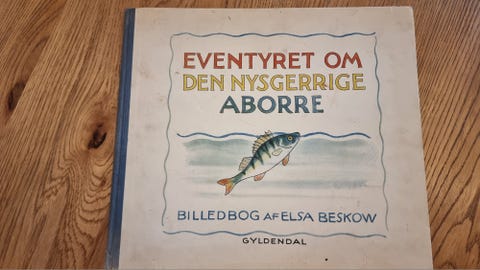 EVENTYRET OM
DEN NYSGERRIGE
ABORRE
BILLEDBOG AF ELSA BESKOW
GYLDENDAL